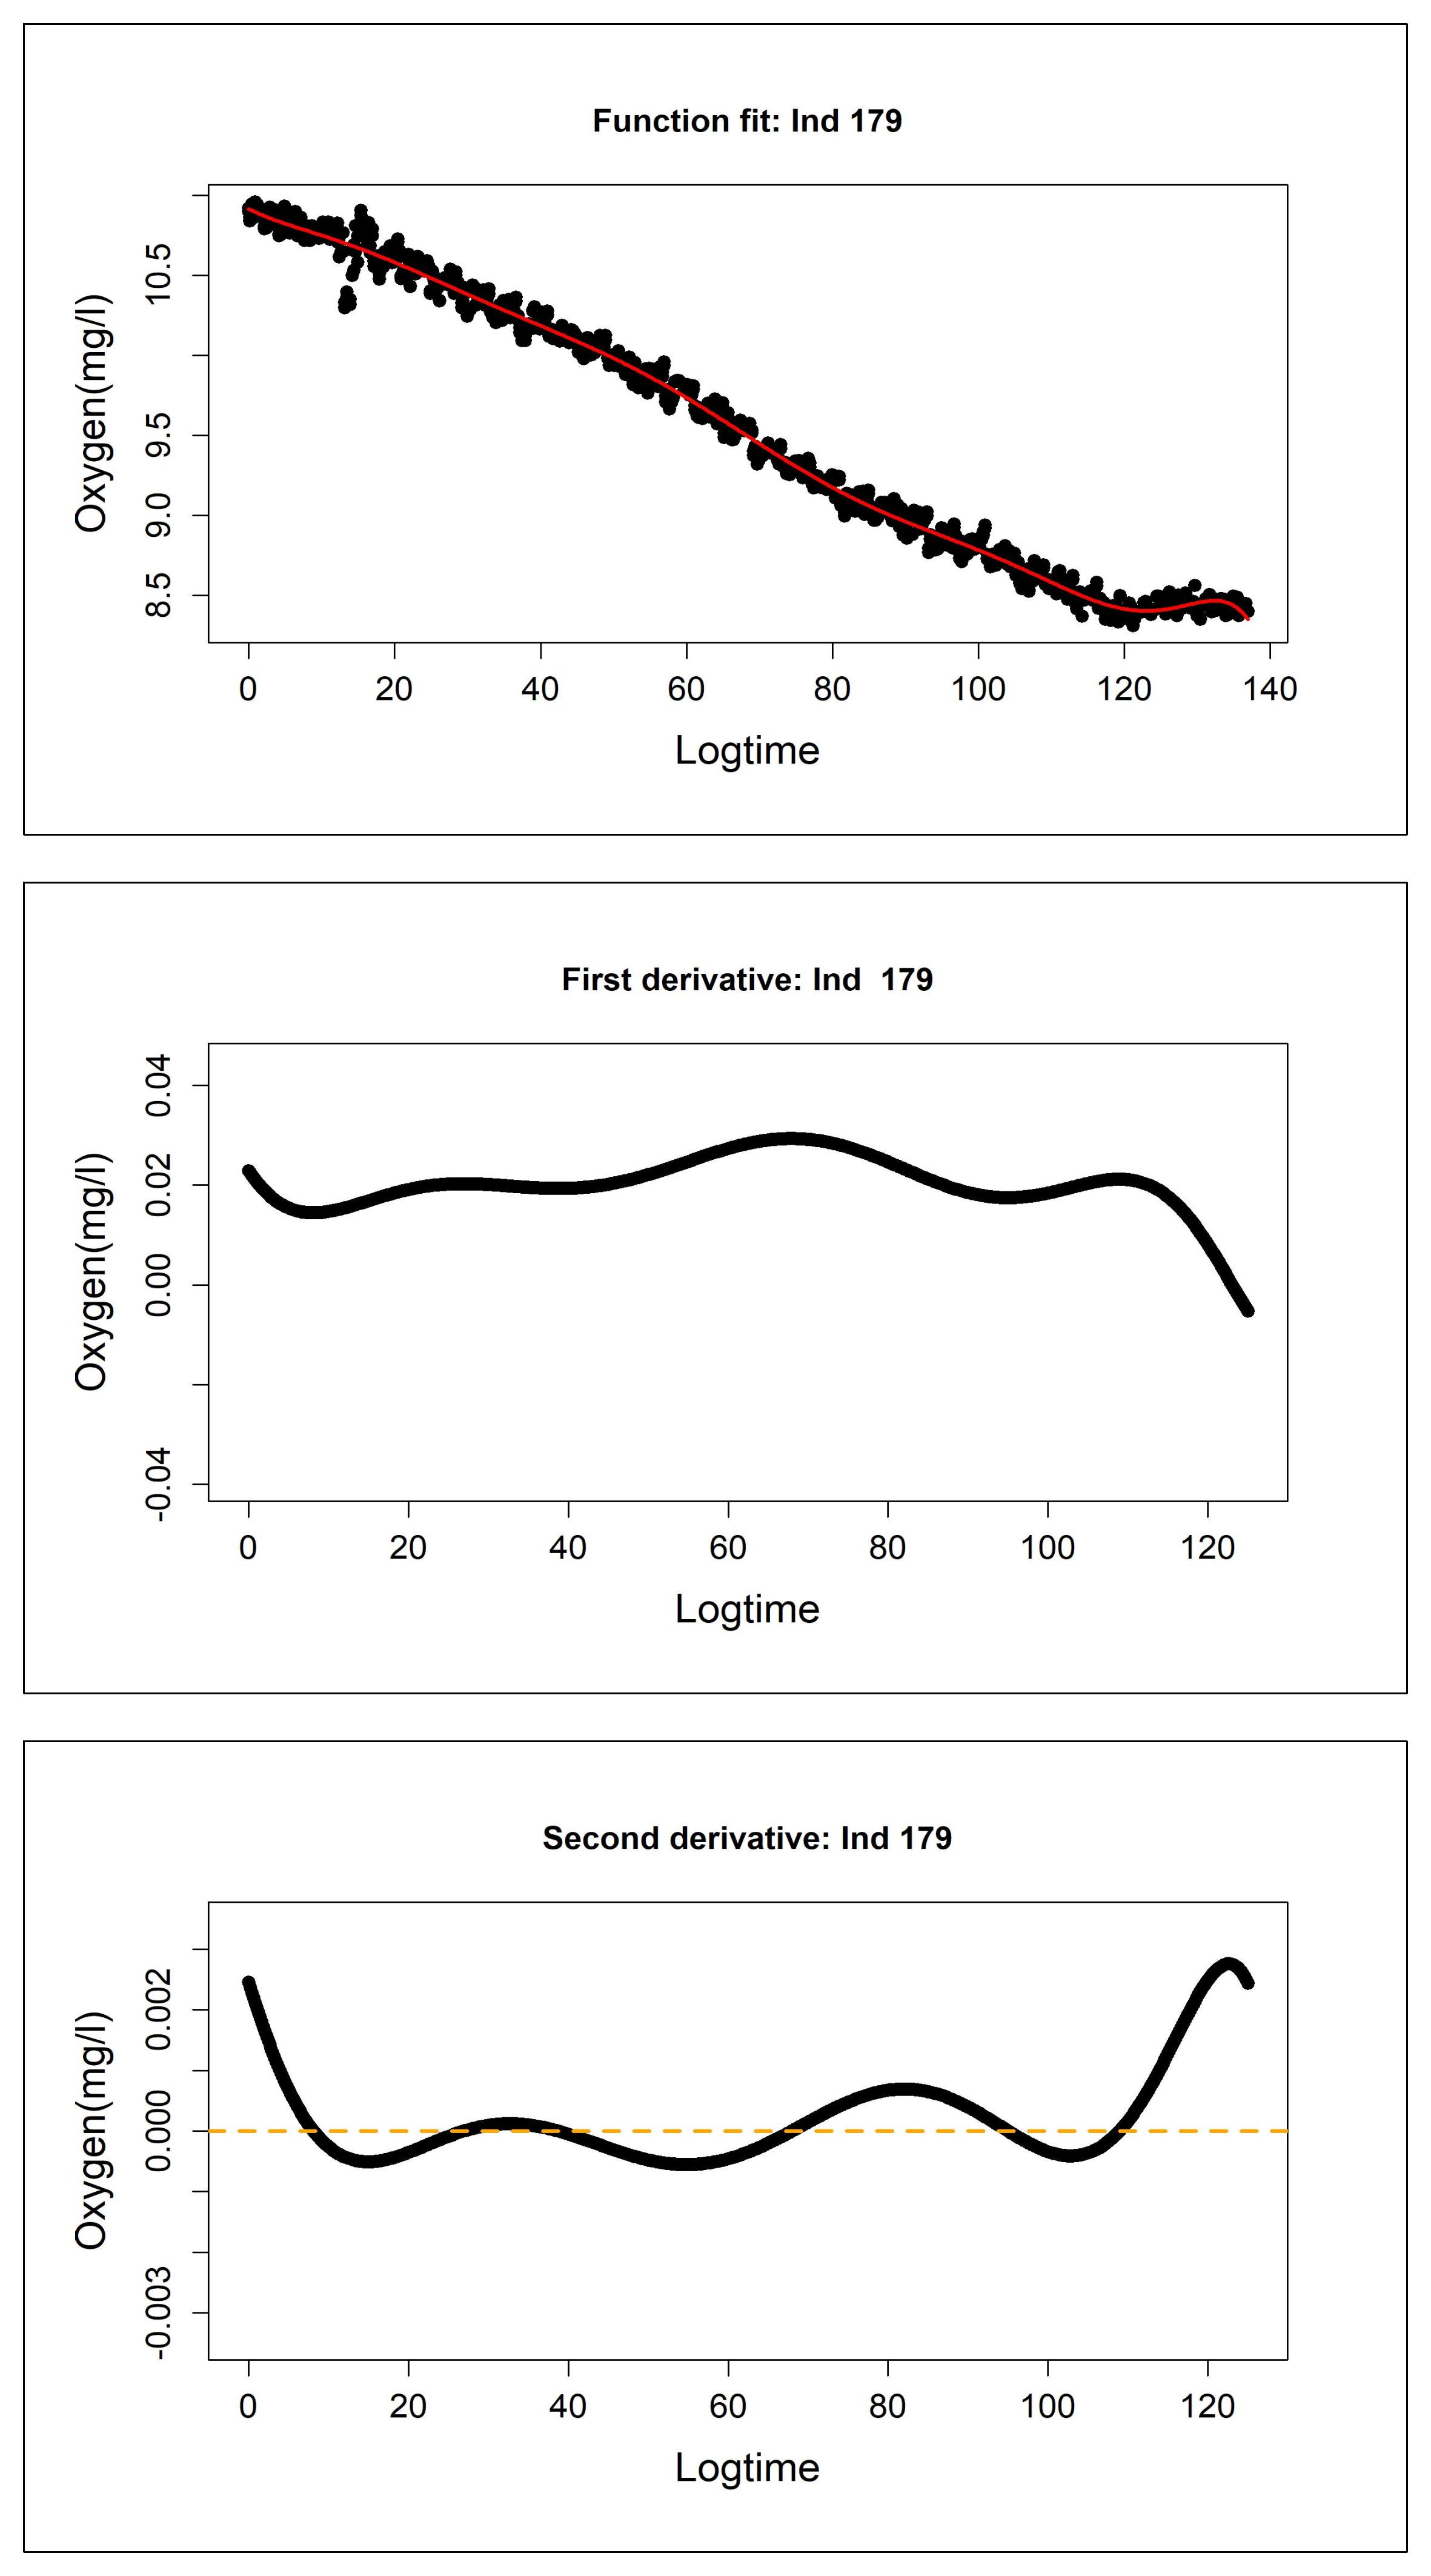 Function fit: Ind 179
Oxygen(mg/l)
10.5
9.5
9.0
8.5
0 20 40 60 80 100 120 140
Logtime
First derivative: Ind  179
Oxygen(mg/l)
0.04
0.02
0.00
-0.04
0 20 40 60 80 100 120
Logtime
Second derivative: Ind 179
Oxygen(mg/l)
0.002
0.000
-0.003
0 20 40 60 80 100 120
Logtime